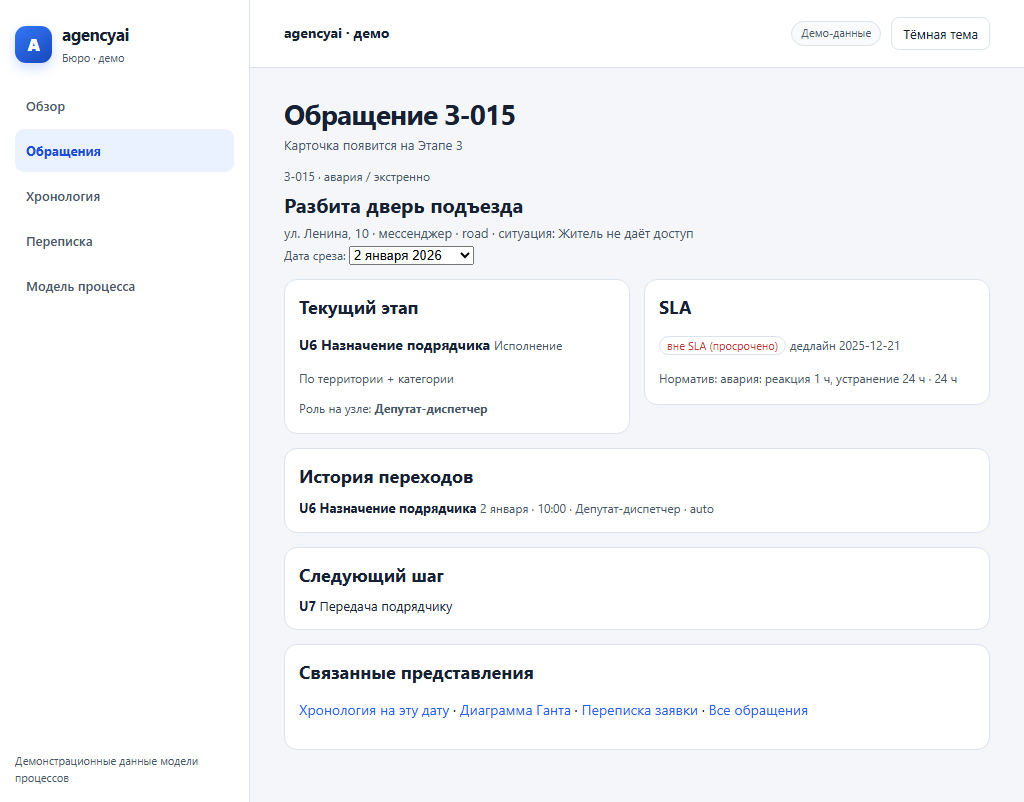 A
agencyai
Бюро · демо
Обзор
Обращения
Хронология
Переписка
Модель процесса
Демонстрационные данные модели
процессов
agencyai · демо
Демо-данные
Тёмная тема
Обращение З-015
Карточка появится на Этапе 3
З-015 · авария / экстренно
Разбита дверь подъезда
ул. Ленина, 10 · мессенджер · road · ситуация: Житель не даёт доступ
Дата среза: 2 января 2026
Текущий этап
U6 Назначение подрядчика Исполнение
По территории + категории
Роль на узле: Депутат-диспетчер
SLA
вне SLA (просрочено) дедлайн 2025-12-21
Норматив: авария: реакция 1 ч, устранение 24 ч · 24 ч
История переходов
U6 Назначение подрядчика 2 января · 10:00 · Депутат-диспетчер · auto
Следующий шаг
U7 Передача подрядчику
Связанные представления
Хронология на эту дату · Диаграмма Ганта · Переписка заявки · Все обращения